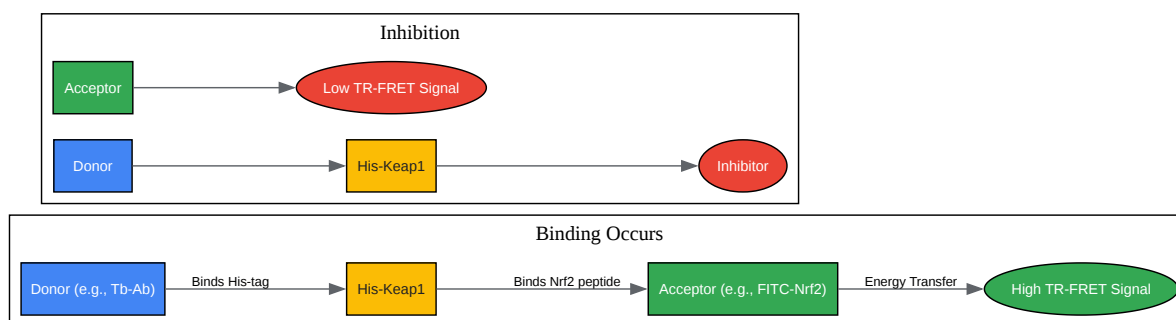 Inhibition
Acceptor
Low TR-FRET Signal
Donor
His-Keap1
Inhibitor
Binding Occurs
Donor (e.g., Tb-Ab)
Binds His-tag
His-Keap1
Binds Nrf2 peptide
Acceptor (e.g., FITC-Nrf2)
Energy Transfer
High TR-FRET Signal